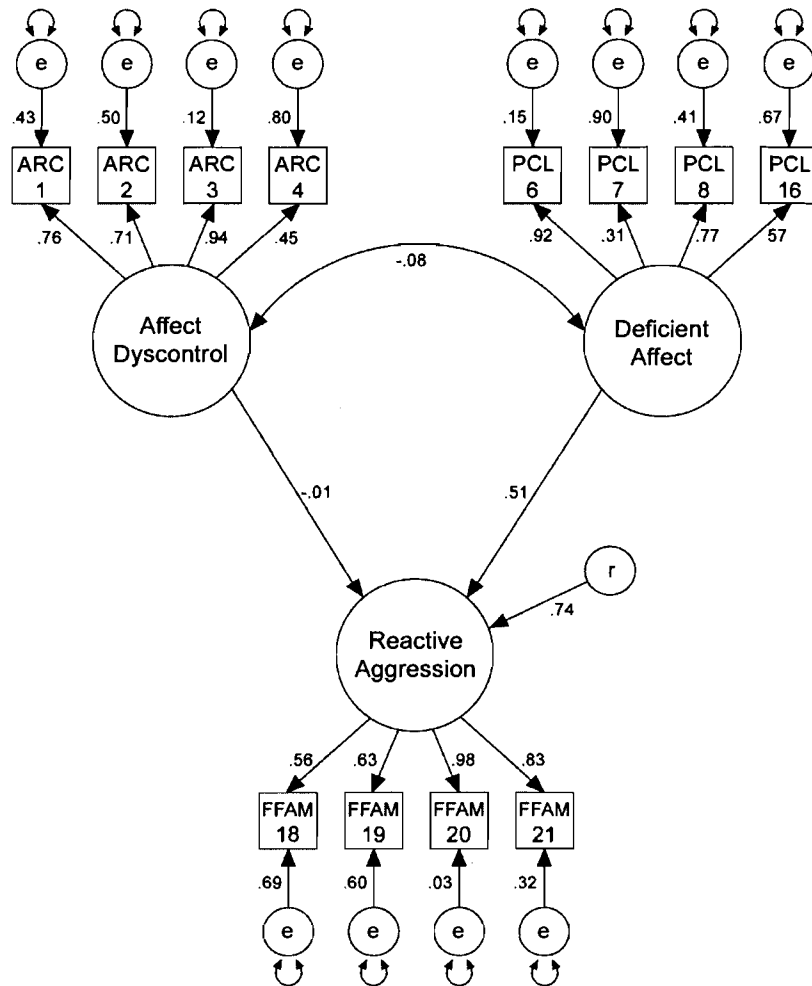 e e e e e e e e
.43 .50 .12 .80 .15 .90 .41 .67
ARC ARC ARC ARC PCL PCL PCL PCL
1 2 3 4 6 7 8 16
.76 .71 .94 .45 .92 .31 .77 57
-.08
Affect
Dyscontrol
Deficient
Affect
-.01 .51
r
.74
Reactive
Aggression
.56 .63 .98 .83
FFAM FFAM FFAM FFAM
18 19 20 21
.69 .60 .03 .32
e e e e